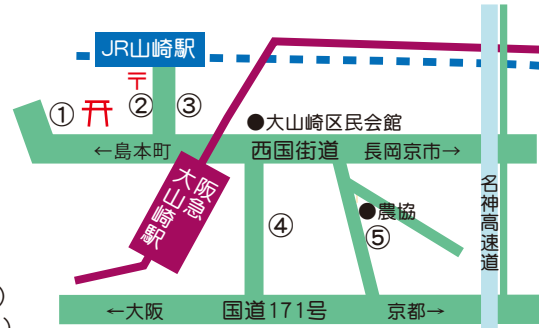 JR山崎駅
〒
①
②
③
●大山崎区民会館
←島本町
西国街道
長岡京市→
阪急
大山崎駅
名神高速道
④
●農協
⑤
)
)
←大阪
国道171号
京都→